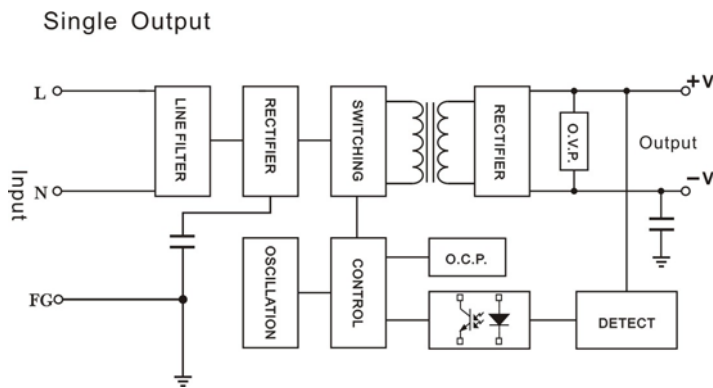 Single Output
L
N
FG
Input
LINE FILTER
RECTIFIER
SWITCHING
RECTIFIER
O.V.P.
+V
Output
-V
OSCILLATION
CONTROL
O.C.P.
DETECT